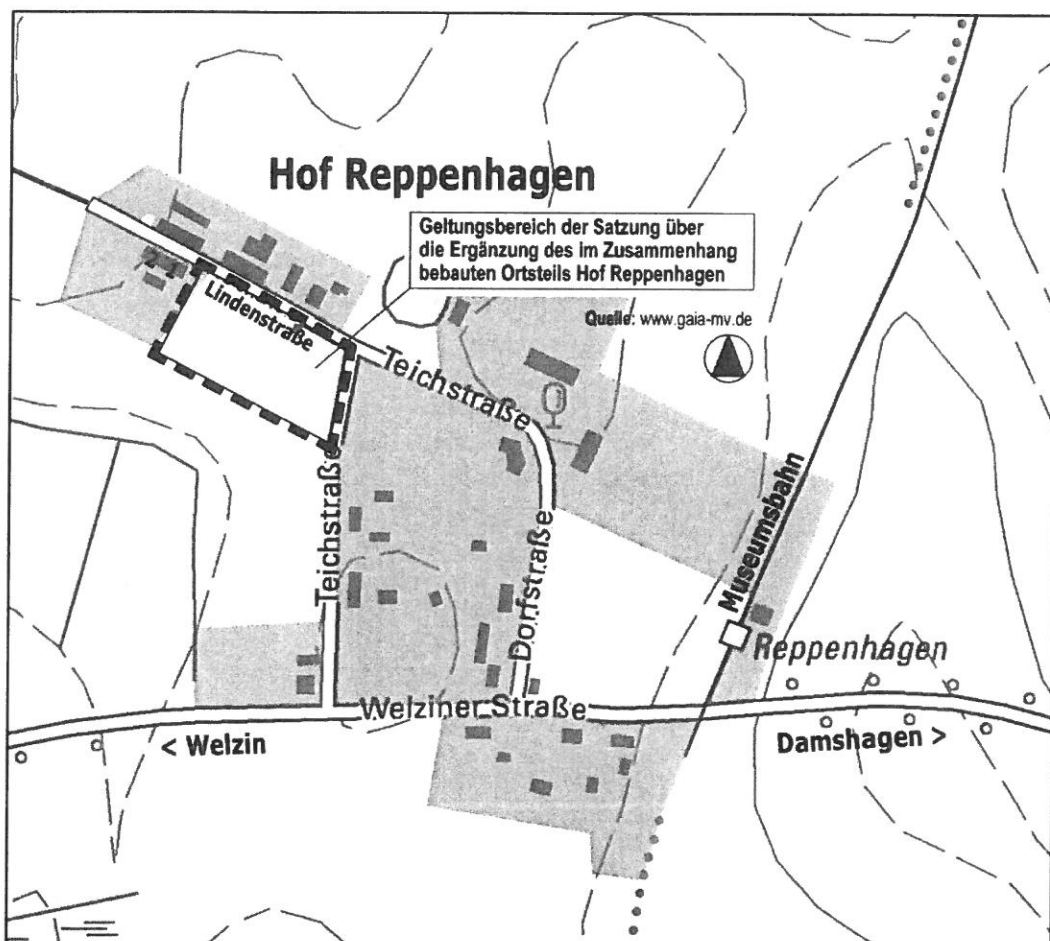 Hof Reppenhagen
Geltungsbereich der Satzung über
die Ergänzung des im Zusammenhang
bebauten Ortsteils Hof Reppenhagen
Quelle: www.gaia-mv.de
Lindenstraße
Teichstraße
Teichstraße
Dorfstraße
Museumsbahn
Reppenhagen
Welziner Straße
< Welzin
Damshagen >